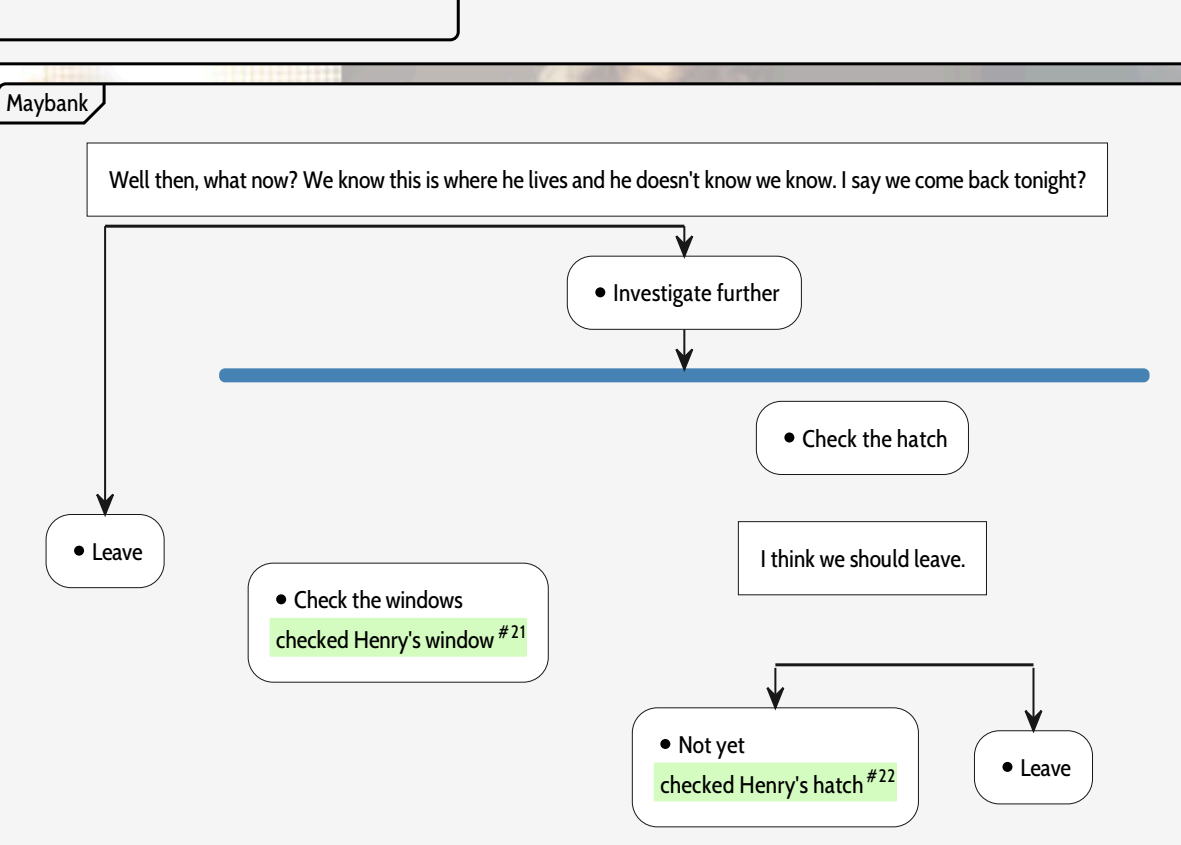 Maybank
Well then, what now? We know this is where he lives and he doesn't know we know. I say we come back tonight?
• Investigate further
• Check the hatch
• Leave
I think we should leave.
• Check the windows
checked Henry's window #21
• Not yet
checked Henry's hatch #22
• Leave